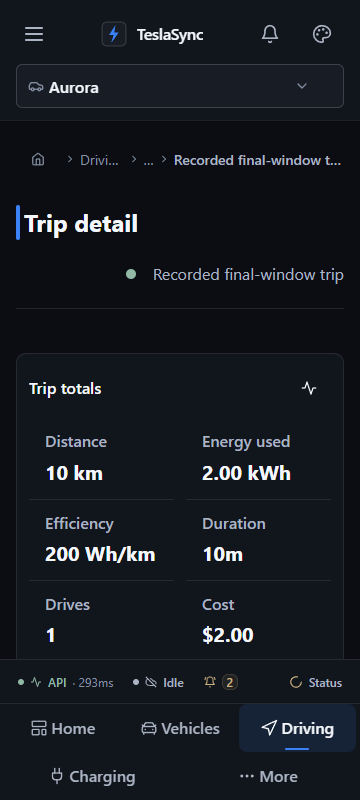 TeslaSync
Aurora
Drivi... ... Recorded final-window t...
Trip detail
Recorded final-window trip
Trip totals
Distance Energy used
10 km 2.00 kWh
Efficiency Duration
200 Wh/km 10m
Drives Cost
1 $2.00
API · 293ms Idle 2 Status
Home Vehicles Driving
Charging More